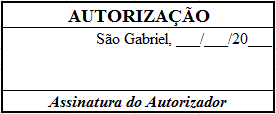 AUTORIZAÇÃO
São Gabriel, ___/___/20___
Assinatura do Autorizador